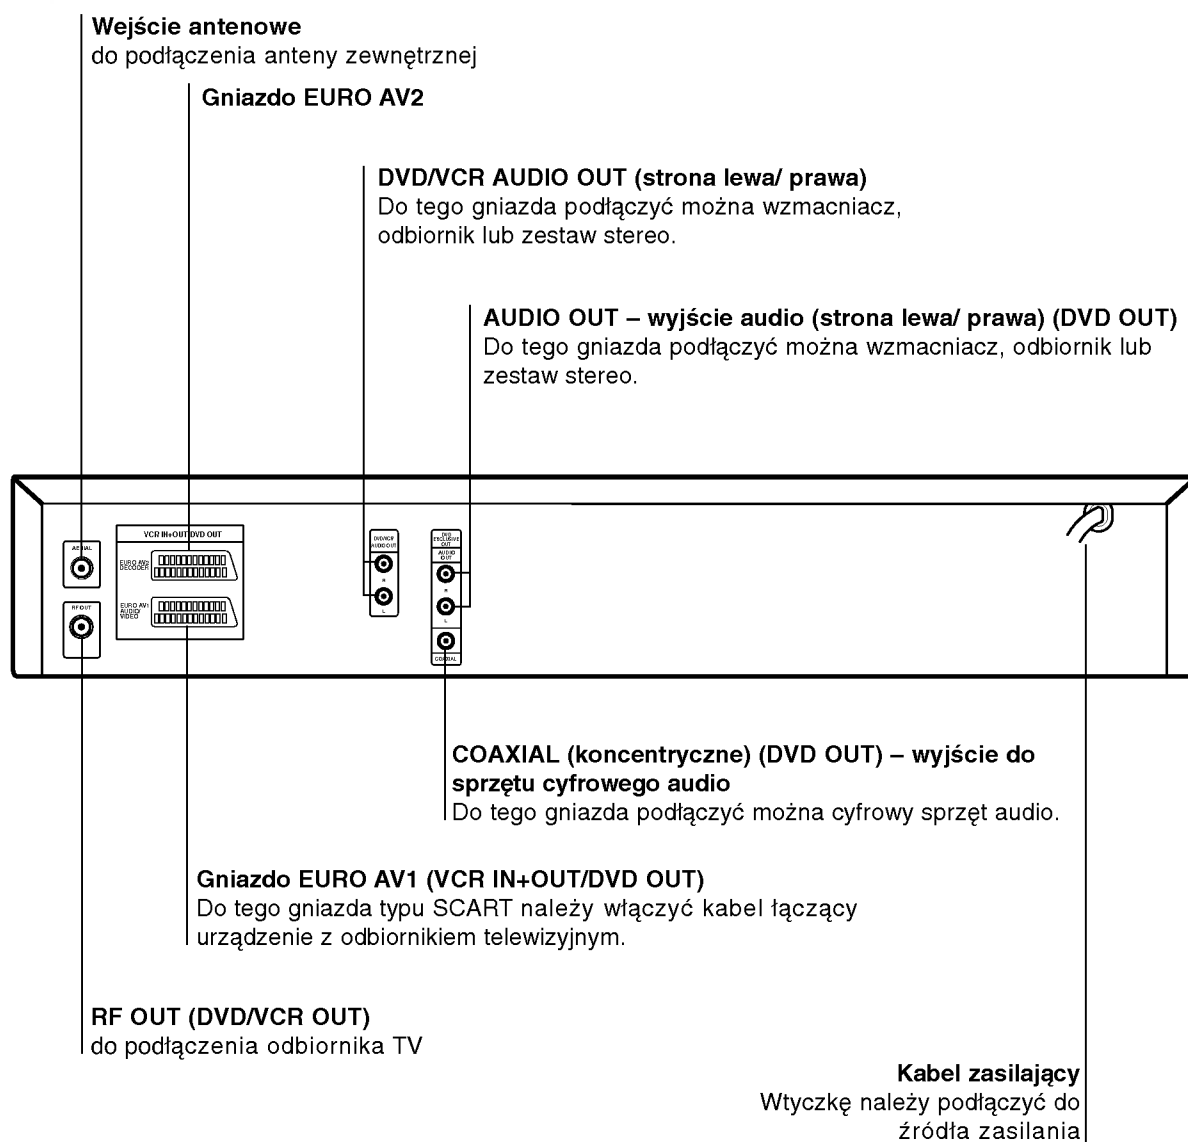 Wejście antenowe
do podłączenia anteny zewnętrznej
Gniazdo EURO AV2
DVD/VCR AUDIO OUT (strona lewa/ prawa)
Do tego gniazda podłączyć można wzmacniacz,
odbiornik lub zestaw stereo.
AUDIO OUT – wyjście audio (strona lewa/ prawa) (DVD OUT)
Do tego gniazda podłączyć można wzmacniacz, odbiornik lub
zestaw stereo.
AERIAL
RF OUT
VCR IN+OUT/DVD OUT
EURO AV2
DECODER
EURO AV1
AUDIO/
VIDEO
DVD/VCR
AUDIO OUT
R
L
DVD
EXCLUSIVE
OUT
AUDIO
OUT
R
L
COAXIAL
COAXIAL (koncentryczne) (DVD OUT) – wyjście do
sprzętu cyfrowego audio
Do tego gniazda podłączyć można cyfrowy sprzęt audio.
Gniazdo EURO AV1 (VCR IN+OUT/DVD OUT)
Do tego gniazda typu SCART należy włączyć kabel łączący
urządzenie z odbiornikiem telewizyjnym.
RF OUT (DVD/VCR OUT)
do podłączenia odbiornika TV
Kabel zasilający
Wtyczkę należy podłączyć do
źródła zasilania